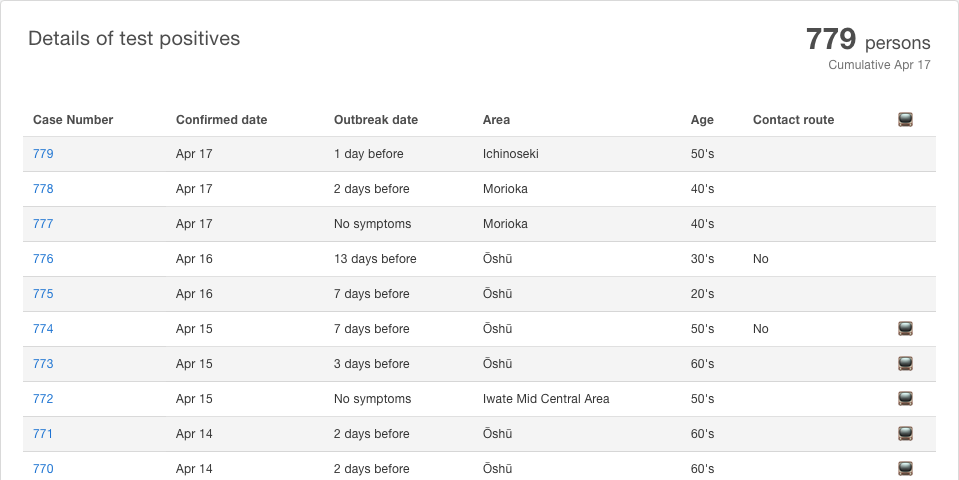 Details of test positives
779 persons
Cumulative Apr 17
Case Number Confirmed date Outbreak date Area Age Contact route
779 Apr 17 1 day before Ichinoseki 50's
778 Apr 17 2 days before Morioka 40's
777 Apr 17 No symptoms Morioka 40's
776 Apr 16 13 days before Ōshū 30's No
775 Apr 16 7 days before Ōshū 20's
774 Apr 15 7 days before Ōshū 50's No
773 Apr 15 3 days before Ōshū 60's
772 Apr 15 No symptoms Iwate Mid Central Area 50's
771 Apr 14 2 days before Ōshū 60's
770 Apr 14 2 days before Ōshū 60's